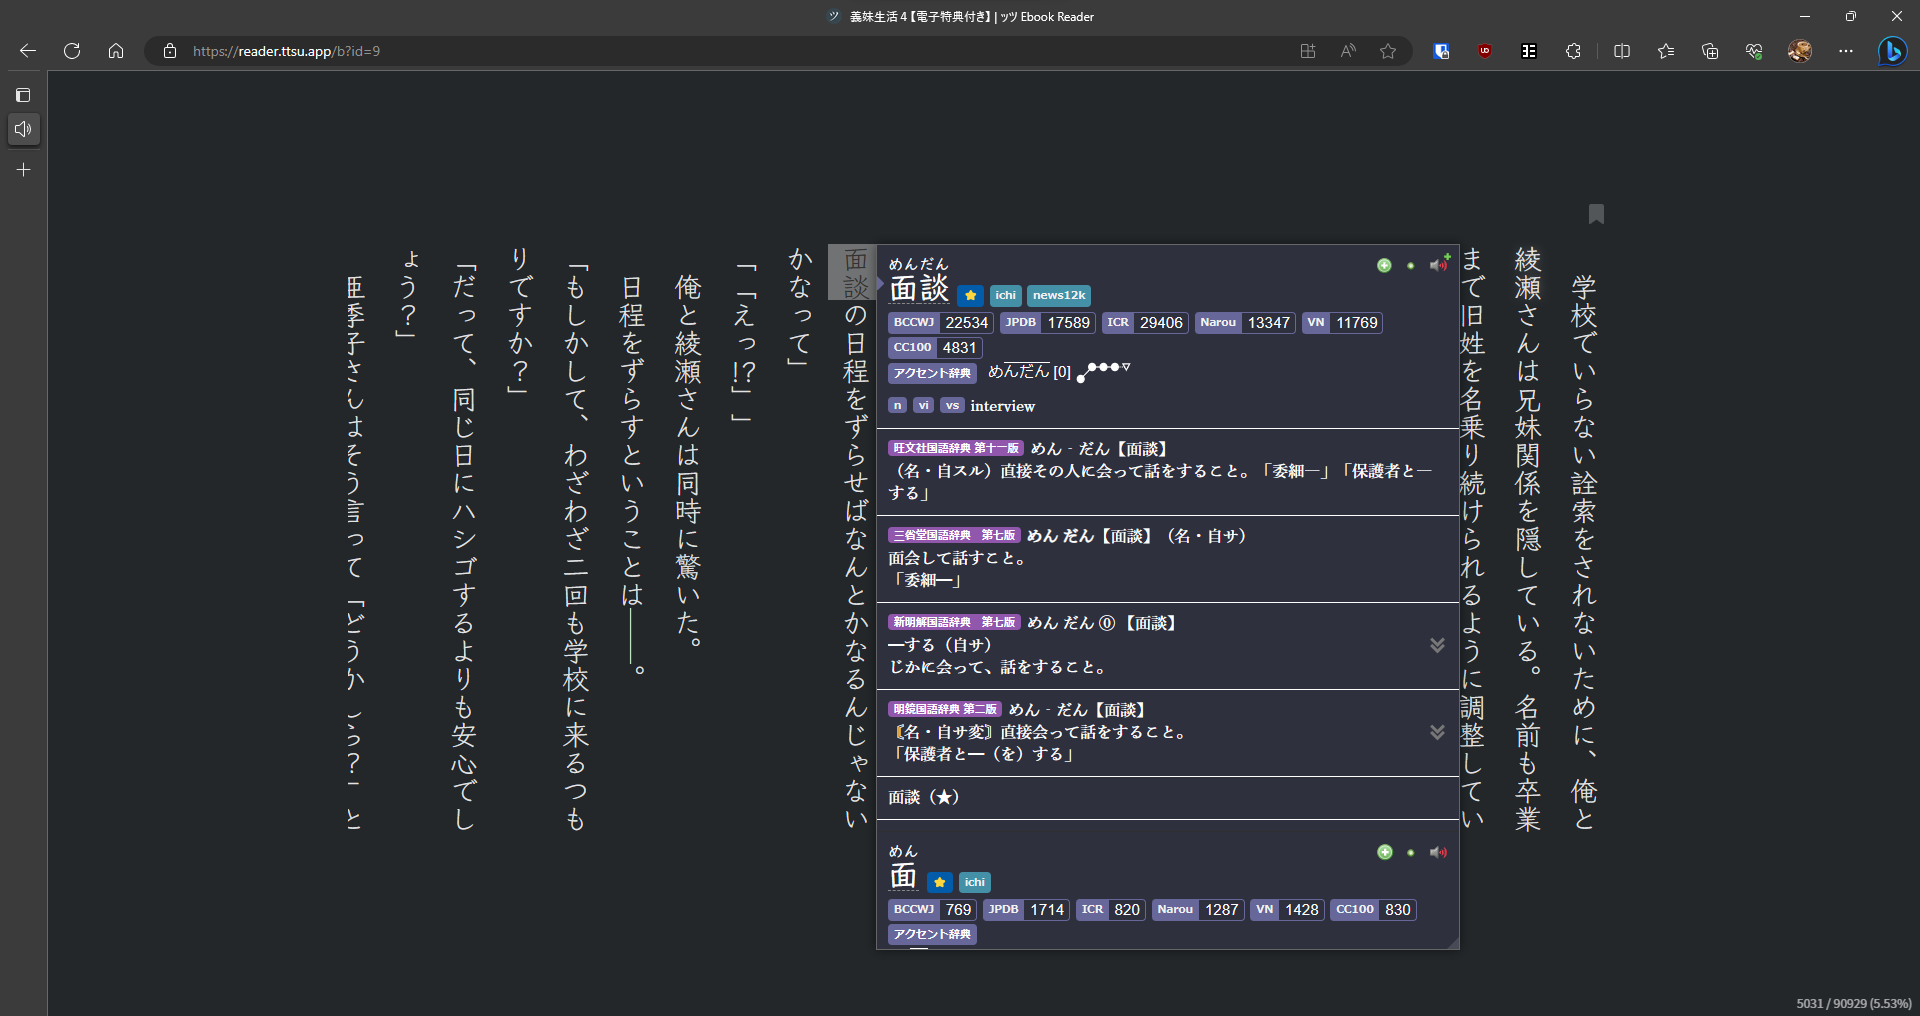 義妹生活 4【電子特典付き】 | ッツ Ebook Reader
https://reader.ttsu.app/b?id=9
学校でいらない詮索をされないために、俺と
綾瀬さんは兄妹関係を隠している。名前も卒業
まで旧姓を名乗り続けられるように調整してい
面談の日程をずらせばなんとかなるんじゃない
かなって」
「「えっ!?」」
俺と綾瀬さんは同時に驚いた。
日程をずらすということは――。
「もしかして、わざわざ二回も学校に来るつも
りですか？」
「だって、同じ日にハシゴするよりも安心でし
ょう？」
亜季子さんはそう言って「どうかしら？」と
めんだん
面談 ★ ichi news12k
BCCWJ 22534 JPDB 17589 ICR 29406 Narou 13347 VN 11769
CC100 4831
アクセント辞典 めんだん [0]
n vi vs interview
旺文社国語辞典 第十一版 めん‐だん【面談】
（名・自スル）直接その人に会って話をすること。「委細―」「保護者と―
する」
三省堂国語辞典　第七版 めん だん【面談】（名・自サ）
面会して話すこと。
「委細━」
新明解国語辞典　第七版 めん だん ⓪ 【面談】
━する（自サ）
じかに会って、話をすること。
明鏡国語辞典 第二版 めん‐だん【面談】
〘名・自サ変〙直接会って話をすること。
「保護者と━（を）する」
面談（★）
めん
面 ★ ichi
BCCWJ 769 JPDB 1714 ICR 820 Narou 1287 VN 1428 CC100 830
アクセント辞典
5031 / 90929 (5.53%)